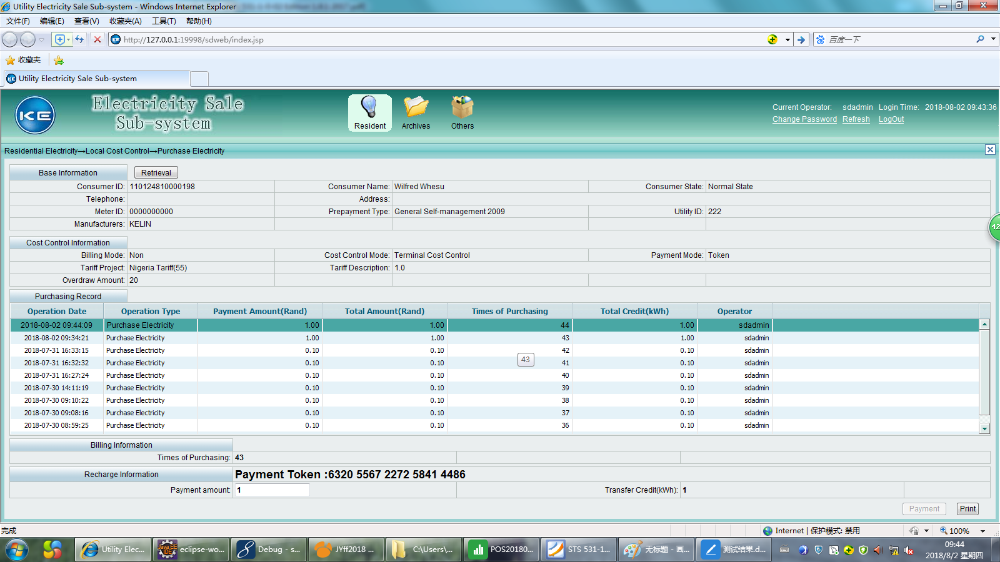 Utility Electricity Sale Sub-system - Windows Internet Explorer
文件(F) 编辑(E) 查看(V) 收藏夹(A) 工具(T) 帮助(H)
http://127.0.0.1:19998/sdweb/index.jsp 百度一下
收藏夹
Utility Electricity Sale Sub-system
KE
Electricity Sale
Sub-system
Resident Archives Others
Current Operator: sdadmin Login Time: 2018-08-02 09:43:36
Change Password Refresh LogOut
Residential Electricity→Local Cost Control→Purchase Electricity
Base Information Retrieval
Consumer ID: 110124810000198 Consumer Name: Wilfred Whesu Consumer State: Normal State
Telephone: Address:
Meter ID: 0000000000 Prepayment Type: General Self-management 2009 Utility ID: 222
Manufacturers: KELIN
42
Cost Control Information
Billing Mode: Non Cost Control Mode: Terminal Cost Control Payment Mode: Token
Tariff Project: Nigeria Tariff(55) Tariff Description: 1.0
Overdraw Amount: 20
Purchasing Record
Operation Date Operation Type Payment Amount(Rand) Total Amount(Rand) Times of Purchasing Total Credit(kWh) Operator
2018-08-02 09:44:09 Purchase Electricity 1.00 1.00 44 1.00 sdadmin
2018-08-02 09:34:21 Purchase Electricity 1.00 1.00 43 1.00 sdadmin
2018-07-31 16:33:15 Purchase Electricity 0.10 0.10 42 0.10 sdadmin
2018-07-31 16:32:32 Purchase Electricity 0.10 0.10 41 0.10 sdadmin
43
2018-07-31 16:27:24 Purchase Electricity 0.10 0.10 40 0.10 sdadmin
2018-07-30 14:11:19 Purchase Electricity 0.10 0.10 39 0.10 sdadmin
2018-07-30 09:10:22 Purchase Electricity 0.10 0.10 38 0.10 sdadmin
2018-07-30 09:08:16 Purchase Electricity 0.10 0.10 37 0.10 sdadmin
2018-07-30 08:59:25 Purchase Electricity 0.10 0.10 36 0.10 sdadmin
Billing Information
Times of Purchasing: 43
Recharge Information Payment Token :6320 5567 2272 5841 4486
Payment amount: 1 Transfer Credit(kWh): 1
Payment Print
完成 Internet | 保护模式: 禁用 100%
Utility Elec... eclipse-wo... Debug - s... JYff2018 ... C:\Users\... POS20180... STS 531-1... 无标题 - 画... 测试结果.d...
09:44
2018/8/2 星期四